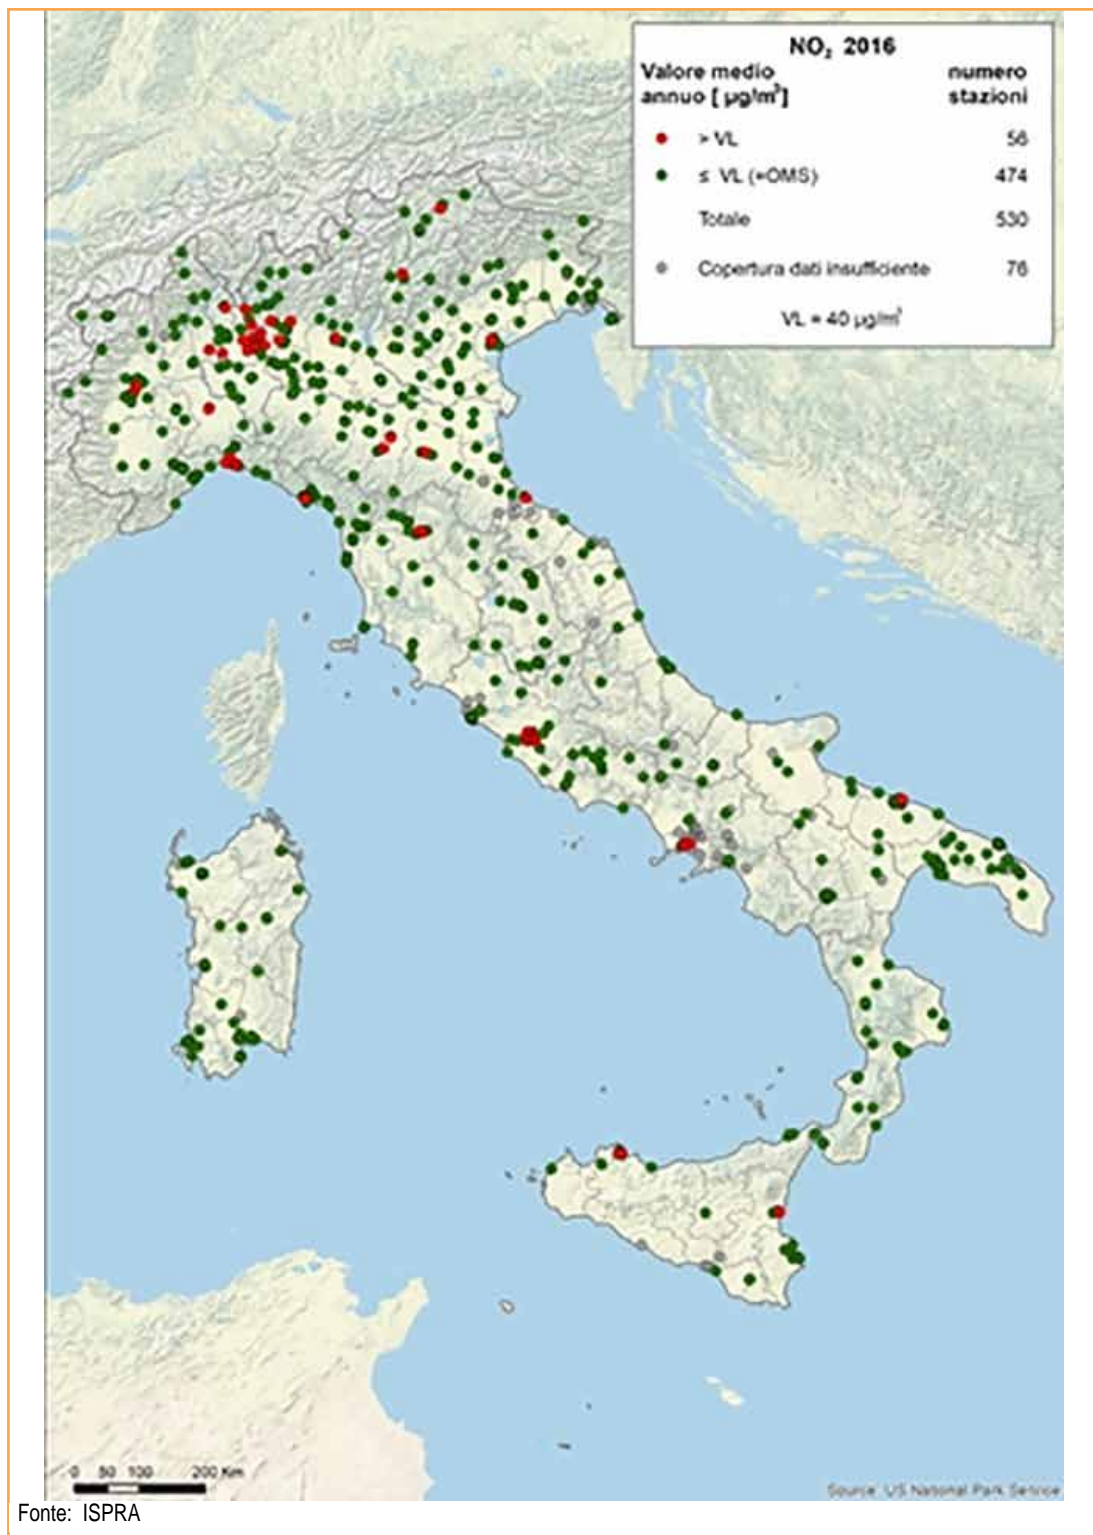 NO₂ 2016
Valore medio annuo [ µg/m³] numero stazioni
> VL 56
≤ VL (=OMS) 474
Totale 530
Copertura dati insufficiente 76
VL = 40 µg/m³
0 50 100 200 Km
Source: US National Park Service
Fonte: ISPRA